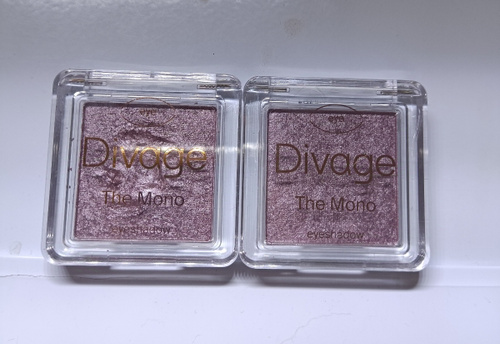 Divage
The Mono
eyeshadow
Divage
The Mono
eyeshadow